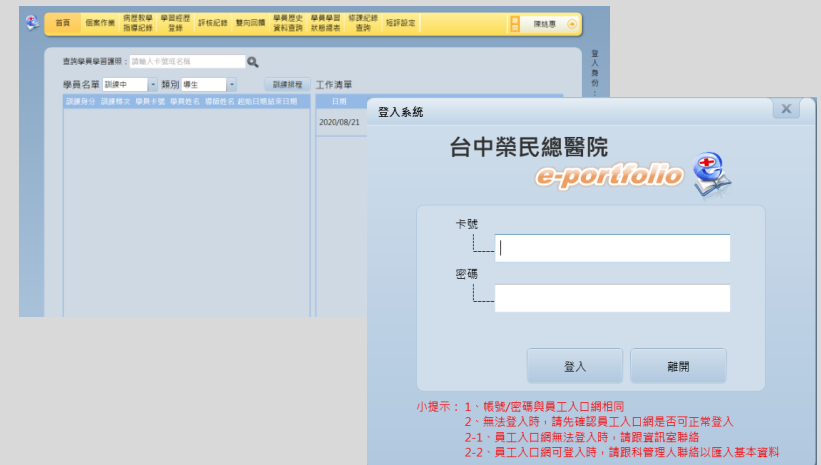 首頁
個案作業
病歷教學
指導紀錄
學習經歷
登錄
評核紀錄
雙向回饋
學員歷史
資料查詢
學員學習
狀態總表
修課紀錄
查詢
短評設定
登入身份：
查詢學員學習護照：請輸入卡號或名稱
學員名單 訓練中 類別 導生 訓練排程
訓練身分 訓練梯次 學員卡號 學員姓名 導師姓名 起始日期 結束日期
工作清單
日期
2020/08/21
登入系統
台中榮民總醫院
e-portfolio
卡號
密碼
登入
離開
小提示： 1、帳號/密碼與員工入口網相同
2、無法登入時，請先確認員工入口網是否可正常登入
2-1、員工入口網無法登入時，請跟資訊室聯絡
2-2、員工入口網可登入時，請跟科管理人聯絡以匯入基本資料